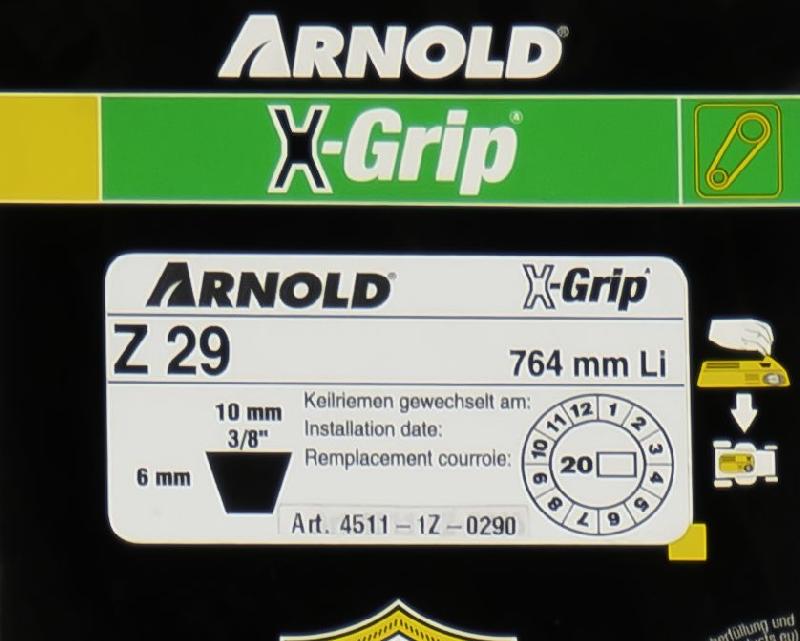 ARNOLD®
X-Grip®
ARNOLD®
X-Grip
Z 29
764 mm Li
10 mm
3/8"
6 mm
Keilriemen gewechselt am:
Installation date:
Remplacement courroie:
1 2 3 4 5 6 7 8 9 10 11 12
20
Art. 4511 – 1Z – 0290
und